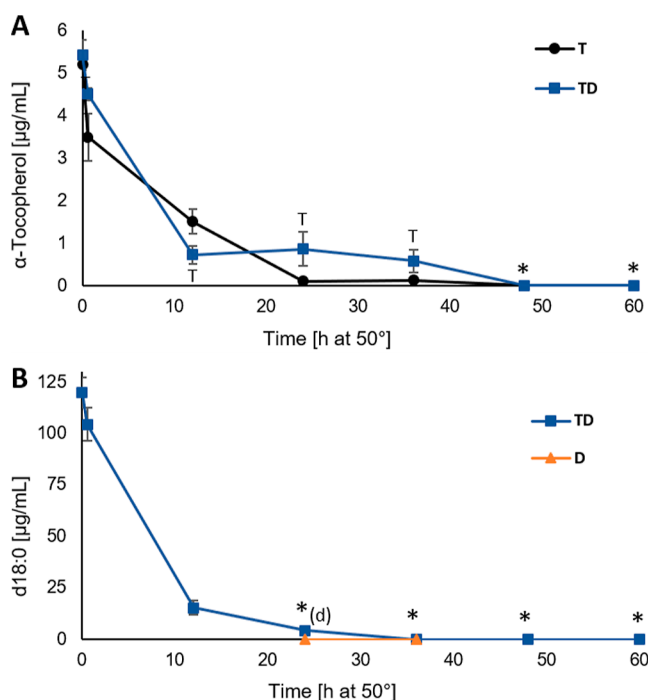 A
6
5
4
3
2
1
0
α-Tocopherol [µg/mL]
T
TD
T
T
T
*
*
0
10
20
30
40
50
60
Time [h at 50°]
B
125
100
75
50
25
0
d18:0 [µg/mL]
TD
D
*
(d)
*
*
*
0
10
20
30
40
50
60
Time [h at 50°]